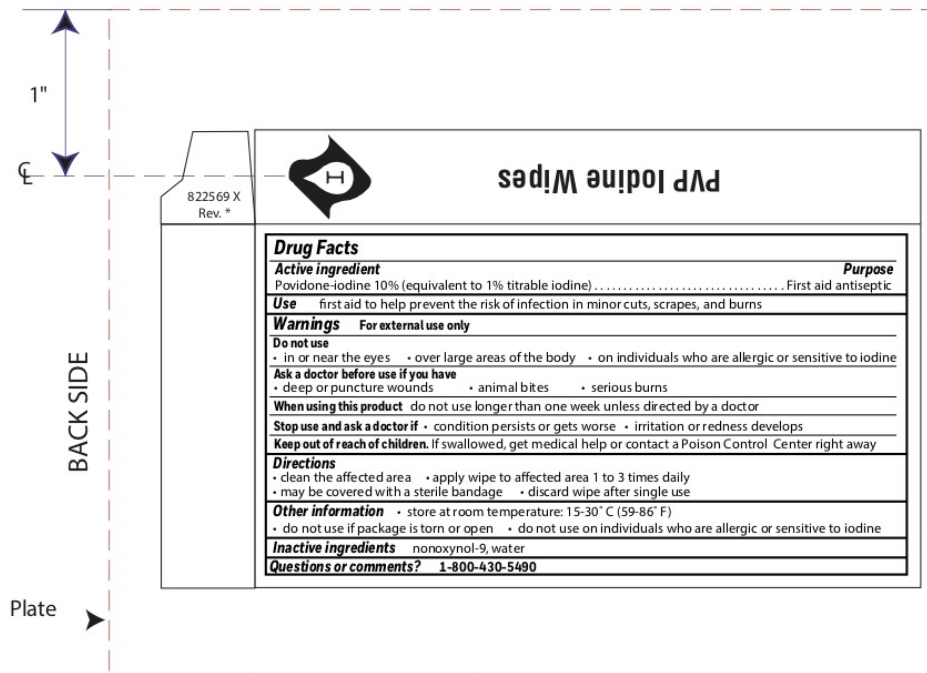 1"
℄
822569 X
Rev. *
H
PVP Iodine Wipes
Drug Facts
Active ingredient Purpose
Povidone-iodine 10% (equivalent to 1% titrable iodine) ................................. First aid antiseptic
Use first aid to help prevent the risk of infection in minor cuts, scrapes, and burns
Warnings For external use only
Do not use
• in or near the eyes • over large areas of the body • on individuals who are allergic or sensitive to iodine
Ask a doctor before use if you have
• deep or puncture wounds • animal bites • serious burns
When using this product do not use longer than one week unless directed by a doctor
Stop use and ask a doctor if • condition persists or gets worse • irritation or redness develops
Keep out of reach of children. If swallowed, get medical help or contact a Poison Control Center right away
Directions
• clean the affected area • apply wipe to affected area 1 to 3 times daily
• may be covered with a sterile bandage • discard wipe after single use
Other information • store at room temperature: 15-30˚ C (59-86˚ F)
• do not use if package is torn or open • do not use on individuals who are allergic or sensitive to iodine
Inactive ingredients nonoxynol-9, water
Questions or comments? 1-800-430-5490
BACK SIDE
Plate